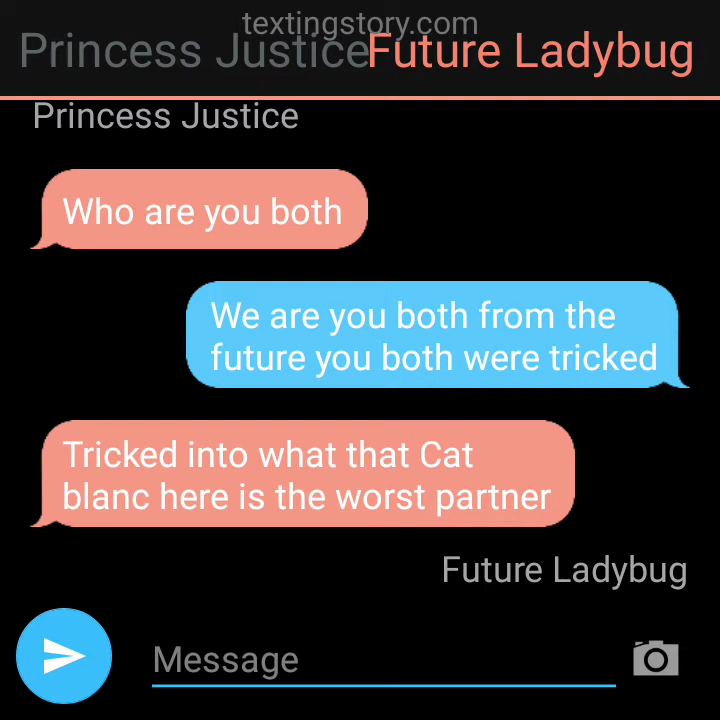 textingstory.com
Princess Justice Future Ladybug
Princess Justice
Who are you both
We are you both from the
future you both were tricked
Tricked into what that Cat
blanc here is the worst partner
Future Ladybug
Message